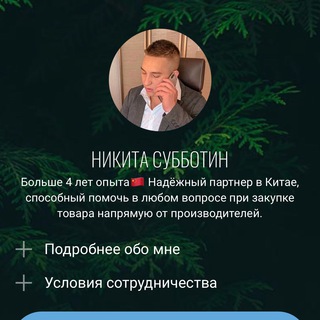 НИКИТА СУББОТИН
Больше 4 лет опыта🇨🇳 Надёжный партнер в Китае,
способный помочь в любом вопросе при закупке
товара напрямую от производителей.
Подробнее обо мне
Условия сотрудничества